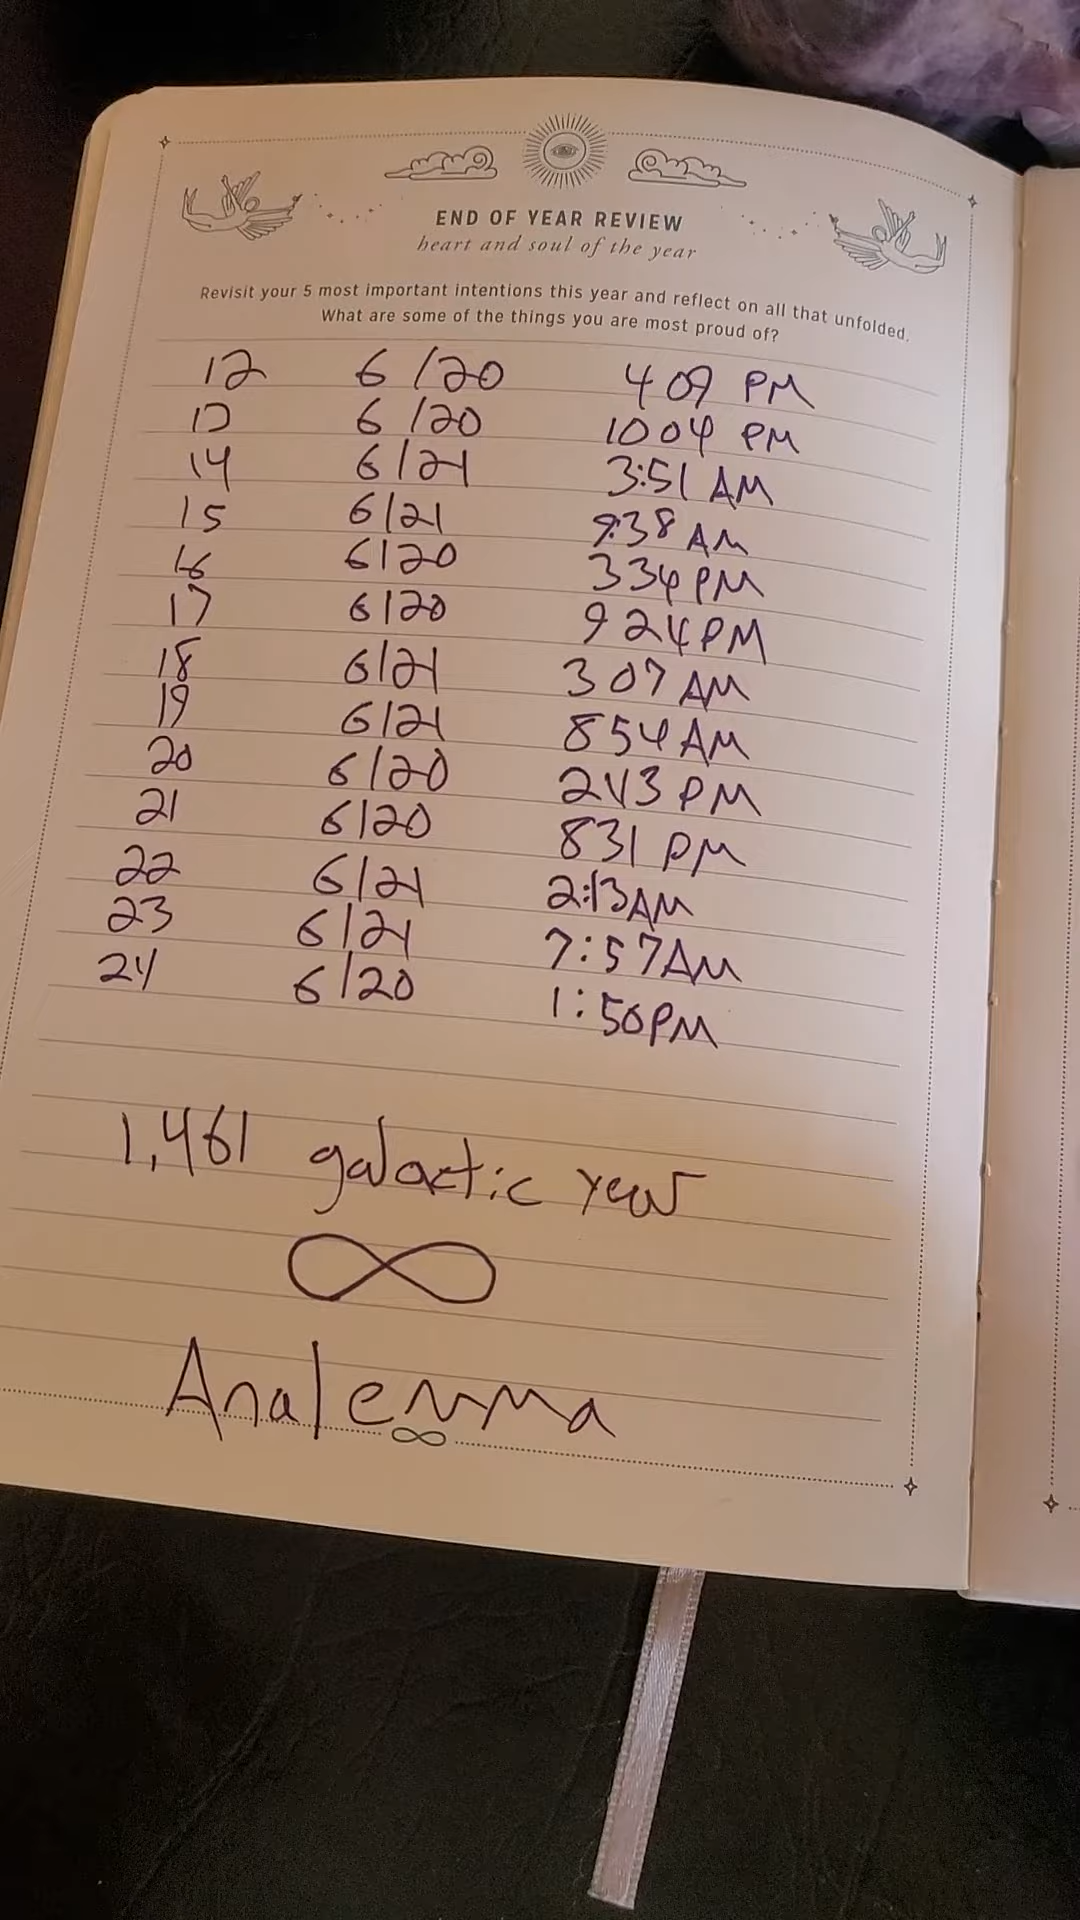 END OF YEAR REVIEW
heart and soul of the year
Revisit your 5 most important intentions this year and reflect on all that unfolded.
What are some of the things you are most proud of?
12 6/20 4 09 PM
13 6/20 10 04 PM
14 6/21 3:51 AM
15 6/21 9:38 AM
16 6/20 3 34 PM
17 6/20 9 24 PM
18 6/21 3 07 AM
19 6/21 8 54 AM
20 6/20 2 43 PM
21 6/20 8 31 PM
22 6/21 2:13 AM
23 6/21 7:57 AM
24 6/20 1:50 PM
1,461 galactic year
∞
Analemma